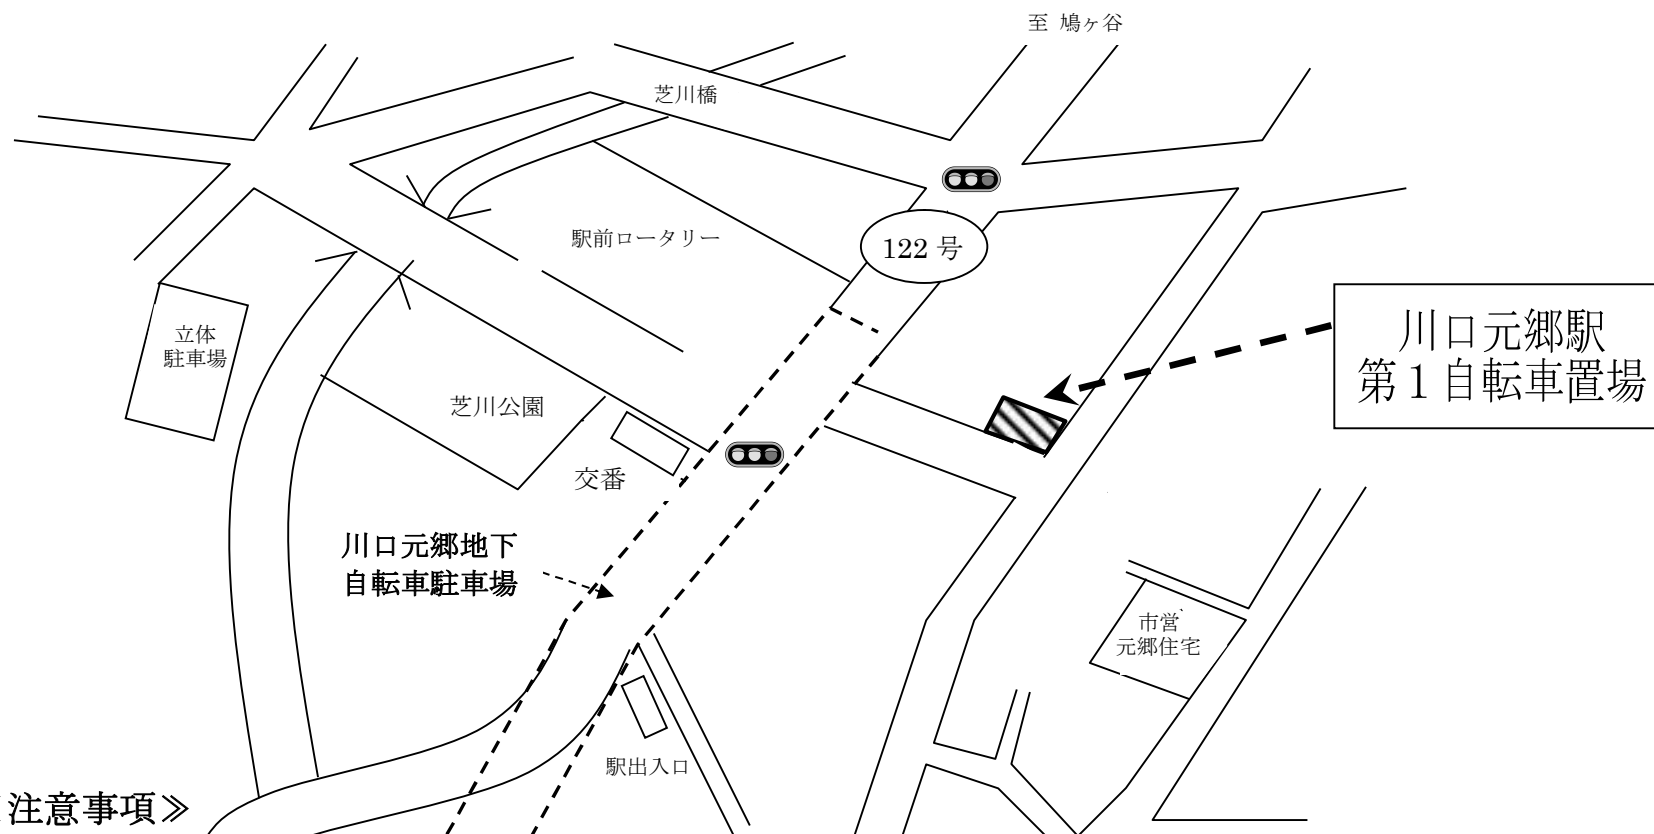 至 鳩ヶ谷
芝川橋
駅前ロータリー
122 号
川口元郷駅
第１自転車置場
立体
駐車場
芝川公園
交番
川口元郷地下
自転車駐車場
市営
元郷住宅
駅出入口
注意事項≫